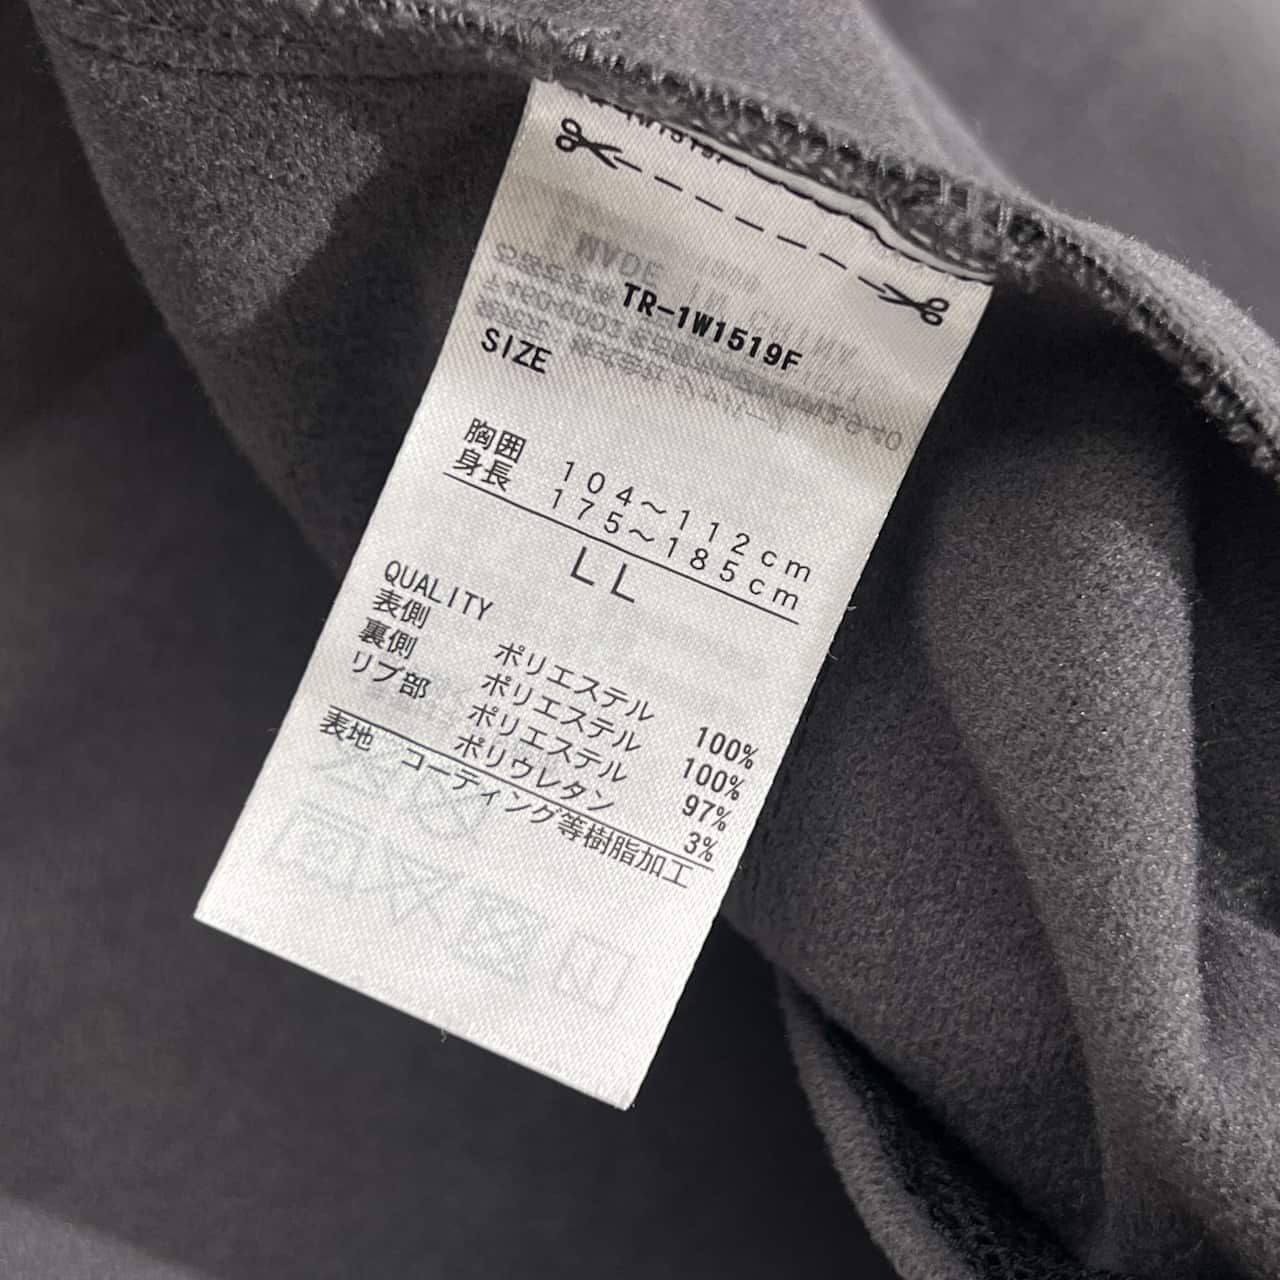 TR-1W1519F
SIZE
胸囲 104～112cm
身長 175～185cm
LL
QUALITY
表側 ポリエステル 100%
裏側 ポリエステル 100%
リブ部 ポリエステル 97%
ポリウレタン 3%
表地 コーティング等樹脂加工